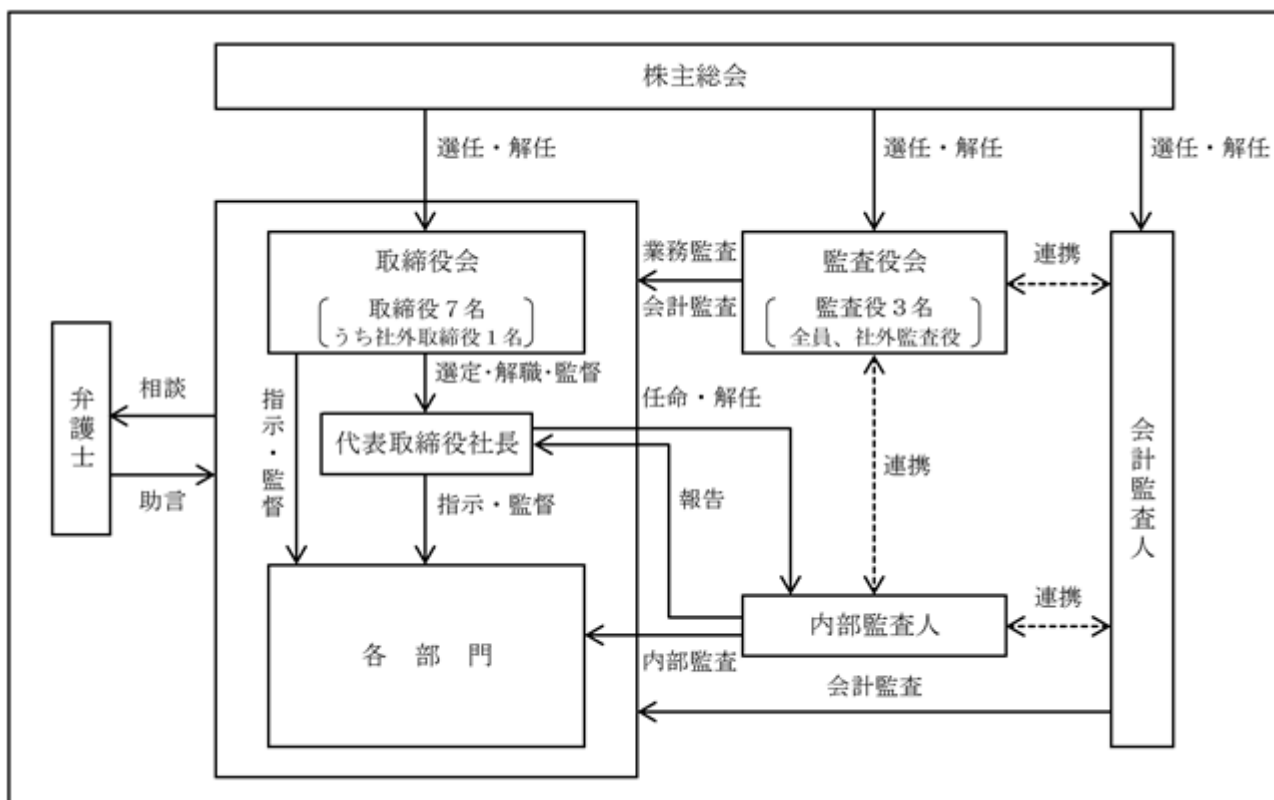 株主総会
選任・解任
選任・解任
選任・解任
取締役会
取締役7名
うち社外取締役1名
業務監査
会計監査
監査役会
監査役3名
全員、社外監査役
連携
選定・解職・監督
指示・監督
弁護士
相談
助言
代表取締役社長
任命・解任
指示・監督
報告
連携
会計監査人
各部門
内部監査人
連携
内部監査
会計監査